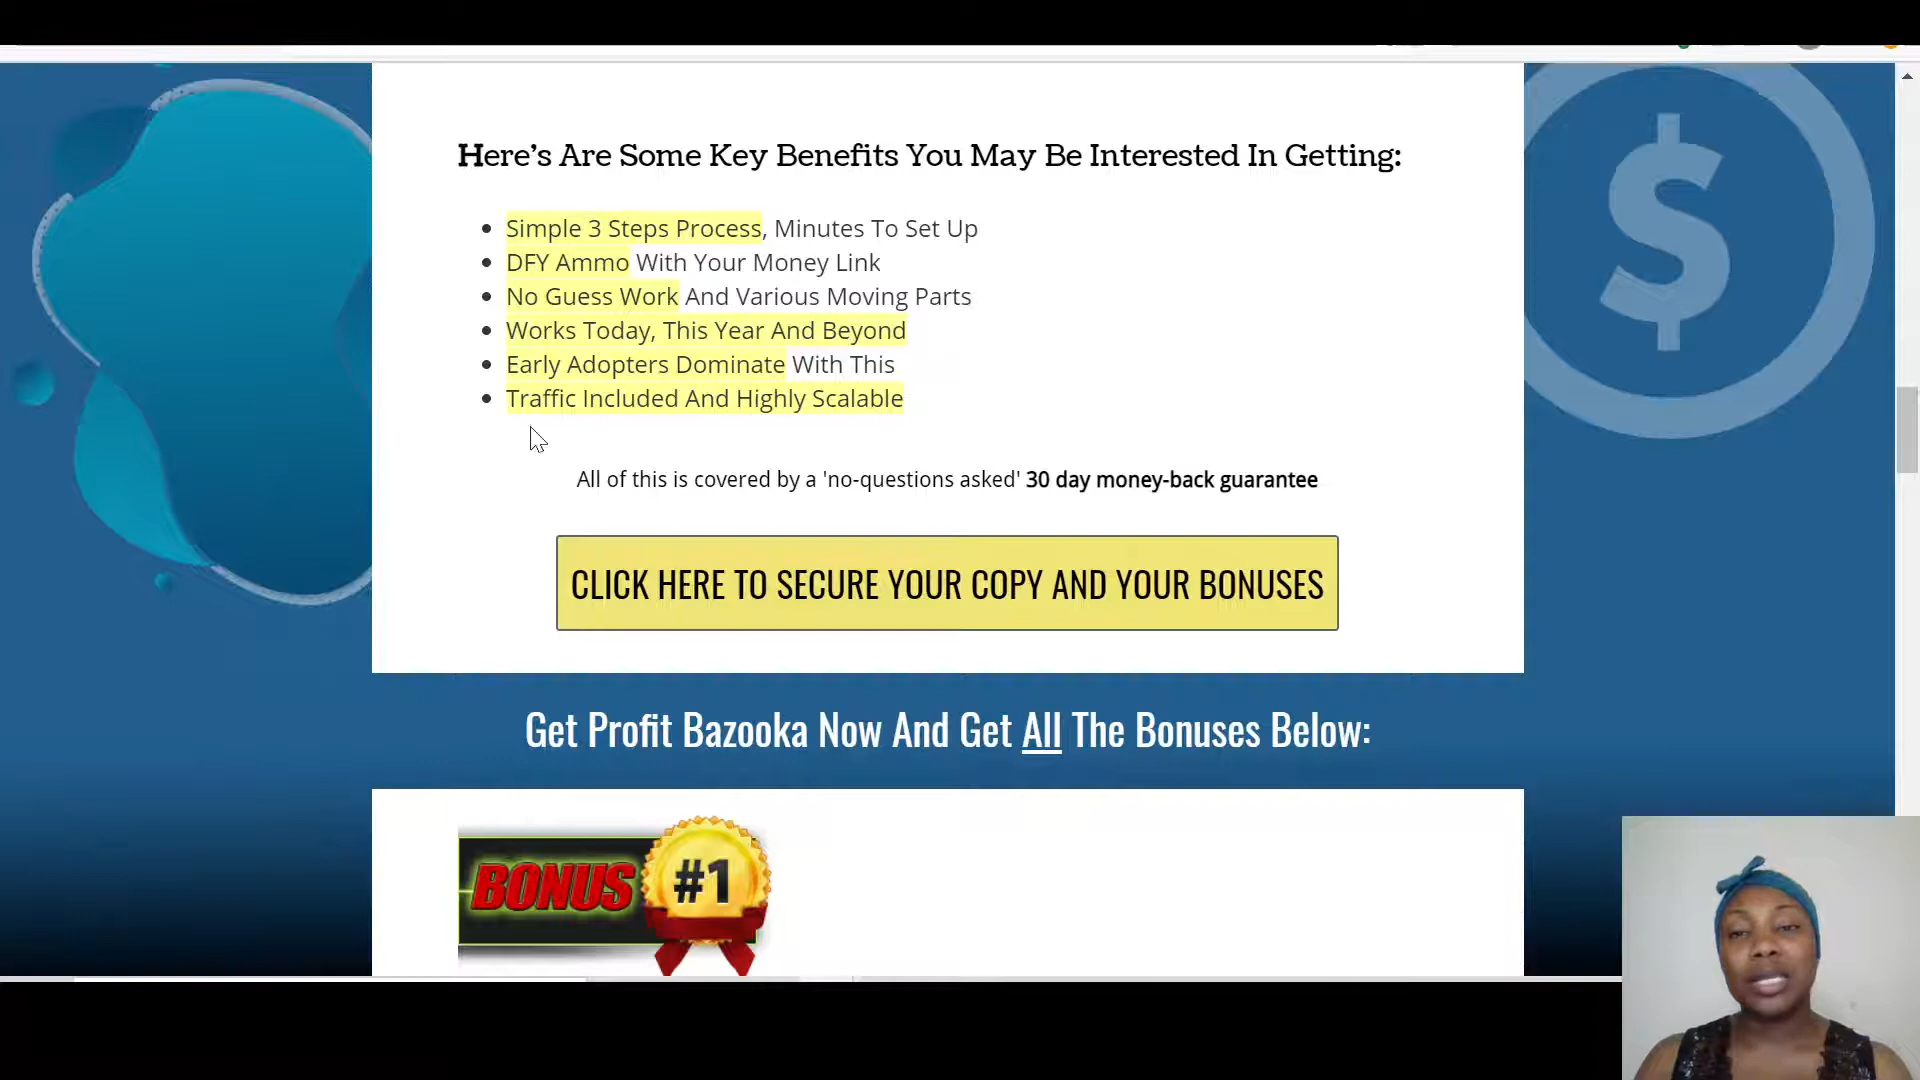 Here's Are Some Key Benefits You May Be Interested In Getting:
Simple 3 Steps Process, Minutes To Set Up
DFY Ammo With Your Money Link
No Guess Work And Various Moving Parts
Works Today, This Year And Beyond
Early Adopters Dominate With This
Traffic Included And Highly Scalable
All of this is covered by a 'no-questions asked' 30 day money-back guarantee
CLICK HERE TO SECURE YOUR COPY AND YOUR BONUSES
Get Profit Bazooka Now And Get All The Bonuses Below:
BONUS #1